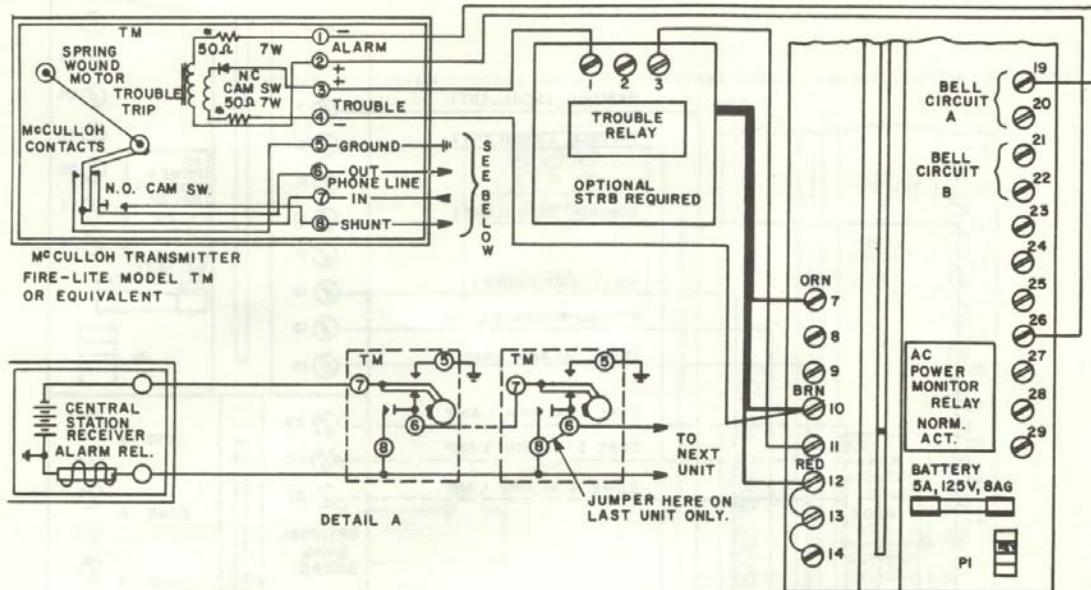 TM
*
50Ω 7W
① – ALARM
② +
SPRING
WOUND
MOTOR
NC
CAM SW
③ +
TROUBLE
TRIP
50Ω 7W
*
④ TROUBLE –
McCULLOH
CONTACTS
⑤ GROUND
⑥ OUT
PHONE LINE
⑦ IN
N.O. CAM SW.
⑧ SHUNT
SEE BELOW
McCULLOH TRANSMITTER
FIRE-LITE MODEL TM
OR EQUIVALENT
1 2 3
TROUBLE
RELAY
OPTIONAL
STRB REQUIRED
ORN
7
8
9
BRN
10
11
RED
12
13
14
19
BELL
CIRCUIT
A
20
21
BELL
CIRCUIT
B
22
23
24
25
26
27
28
29
AC
POWER
MONITOR
RELAY
NORM.
ACT.
BATTERY
5A, 125V, 8AG
P1
CENTRAL
STATION
RECEIVER
ALARM REL.
TM
⑤
⑦
⑥
⑧
TM
⑤
⑦
⑥
⑧
TO
NEXT
UNIT
JUMPER HERE ON
LAST UNIT ONLY.
DETAIL A